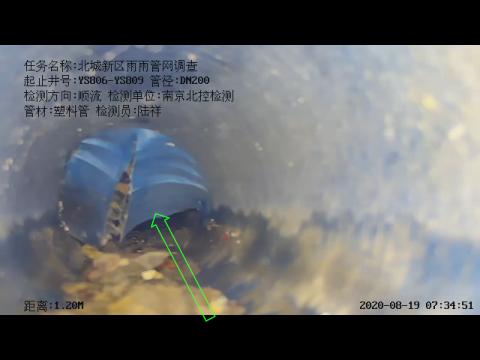 任务名称:北城新区雨雨管网调查
起止井号:YS806-YS809 管径:DN200
检测方向:顺流 检测单位:南京北控检测
管材:塑料管 检测员:陆祥
距离:1.20M
2020-08-19 07:34:51